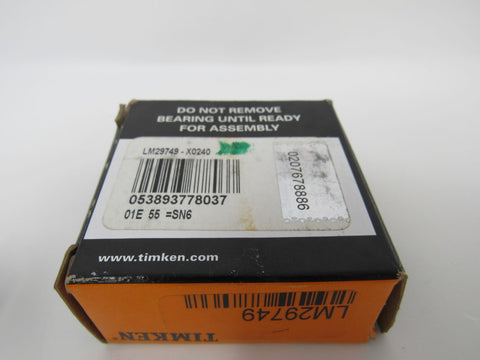 DO NOT REMOVE
BEARING UNTIL READY
FOR ASSEMBLY
LM29749 - X0240
053893778037
01E 55 =SN6
0207678886
www.timken.com
LM29749
TIMKEN